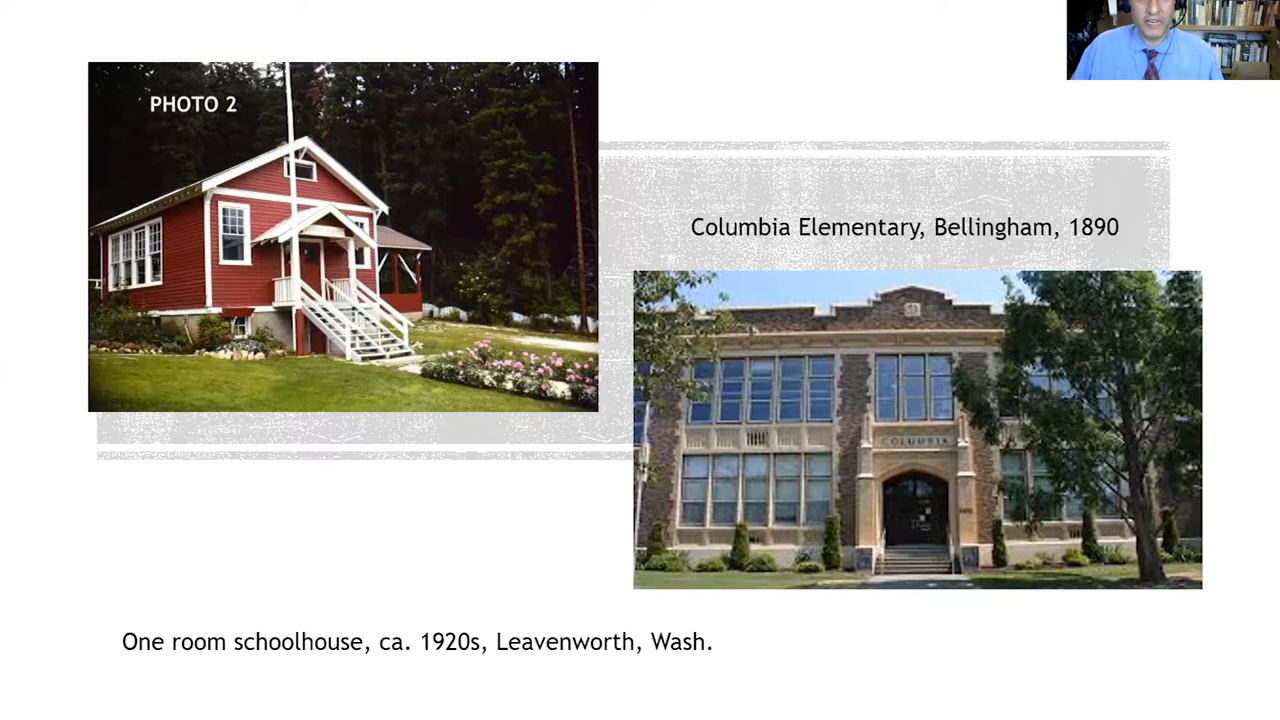 PHOTO 2
Columbia Elementary, Bellingham, 1890
COLUMBIA
One room schoolhouse, ca. 1920s, Leavenworth, Wash.